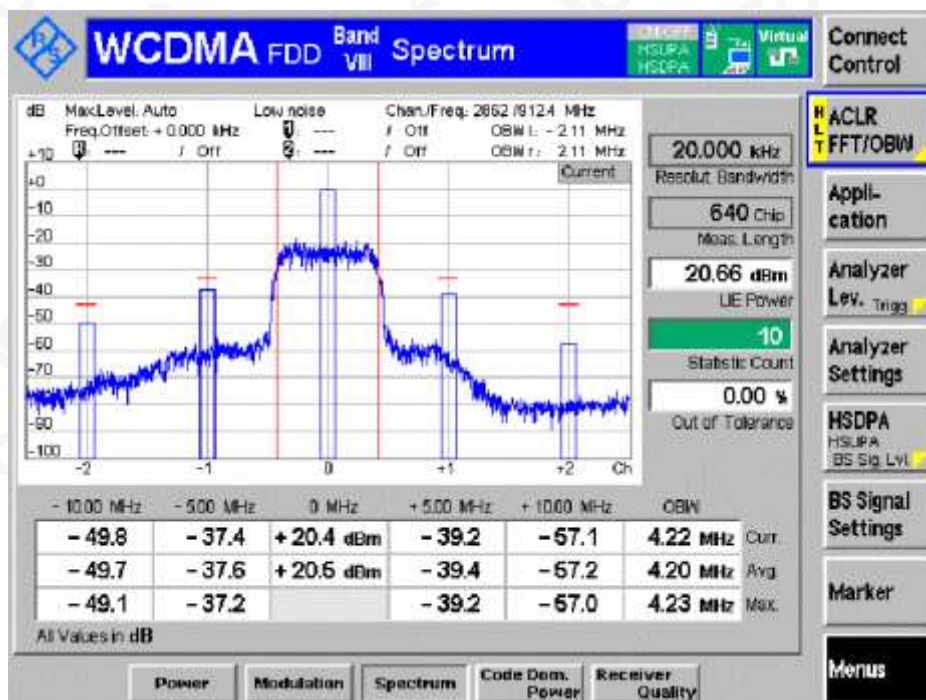 WCDMA FDD Band VIII Spectrum
HSUPA
HSDPA
Virtual
Connect Control
dB Max.Level: Auto Low noise Chan./Freq.: 2862 /912.4 MHz
Freq.Offset: + 0.000 kHz 1: --- / Off OBW l.: - 2.11 MHz
R: --- / Off 2: --- / Off OBW r.: 2.11 MHz
Current
+10
+0
-10
-20
-30
-40
-50
-60
-70
-90
-100
-2 -1 0 +1 +2 Ch
20.000 kHz
Resolut. Bandwidth
640 Chip
Meas. Length
20.66 dBm
UE Power
10
Statistic Count
0.00 %
Out of Tolerance
- 10.00 MHz - 5.00 MHz 0 MHz + 5.00 MHz + 10.00 MHz OBW
- 49.8 - 37.4 + 20.4 dBm - 39.2 - 57.1 4.22 MHz Curr.
- 49.7 - 37.6 + 20.5 dBm - 39.4 - 57.2 4.20 MHz Avg
- 49.1 - 37.2 - 39.2 - 57.0 4.23 MHz Max.
All Values in dB
Power Modulation Spectrum Code Dom. Power Receiver Quality
H L T
ACLR
FFT/OBW
Appli-
cation
Analyzer
Lev. Trigg
Analyzer
Settings
HSDPA
HSUPA
BS Sig. Lvl.
BS Signal
Settings
Marker
Menus